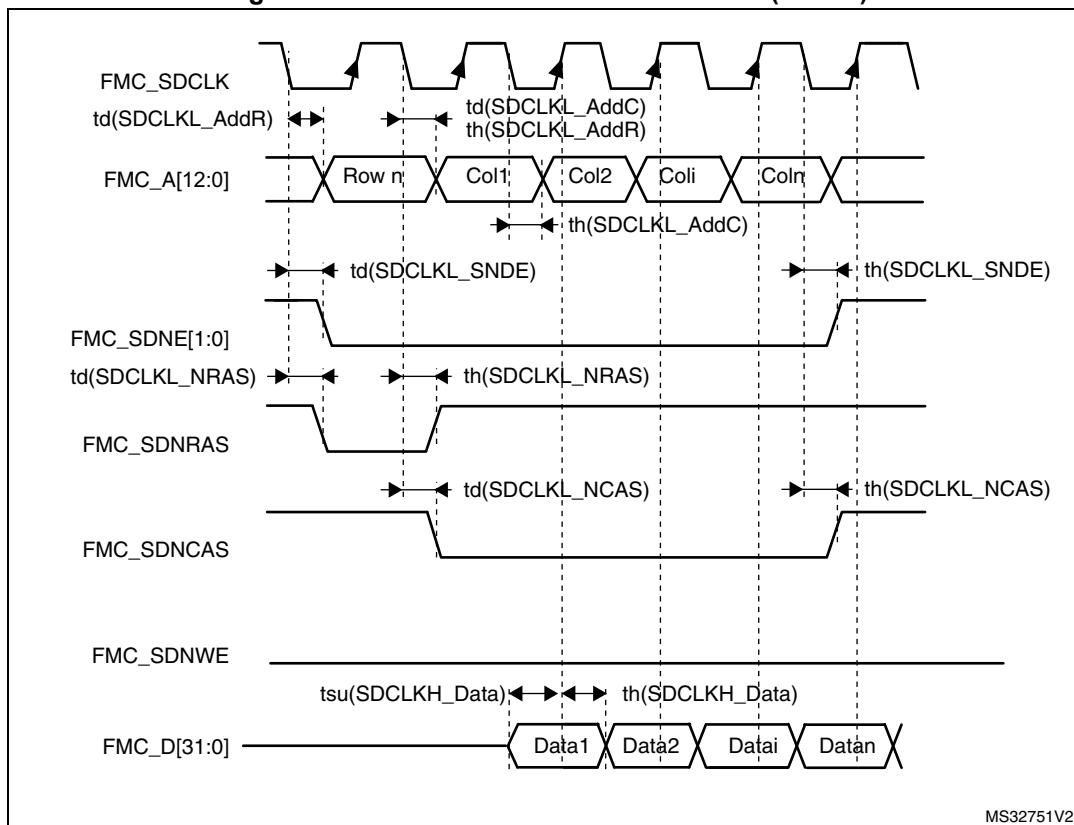 FMC_SDCLK
td(SDCLKL_AddR)
td(SDCLKL_AddC)
th(SDCLKL_AddR)
FMC_A[12:0]
Row n
Col1
Col2
Coli
Coln
th(SDCLKL_AddC)
td(SDCLKL_SNDE)
th(SDCLKL_SNDE)
FMC_SDNE[1:0]
td(SDCLKL_NRAS)
th(SDCLKL_NRAS)
FMC_SDNRAS
td(SDCLKL_NCAS)
th(SDCLKL_NCAS)
FMC_SDNCAS
FMC_SDNWE
tsu(SDCLKH_Data)
th(SDCLKH_Data)
FMC_D[31:0]
Data1
Data2
Datai
Datan
MS32751V2